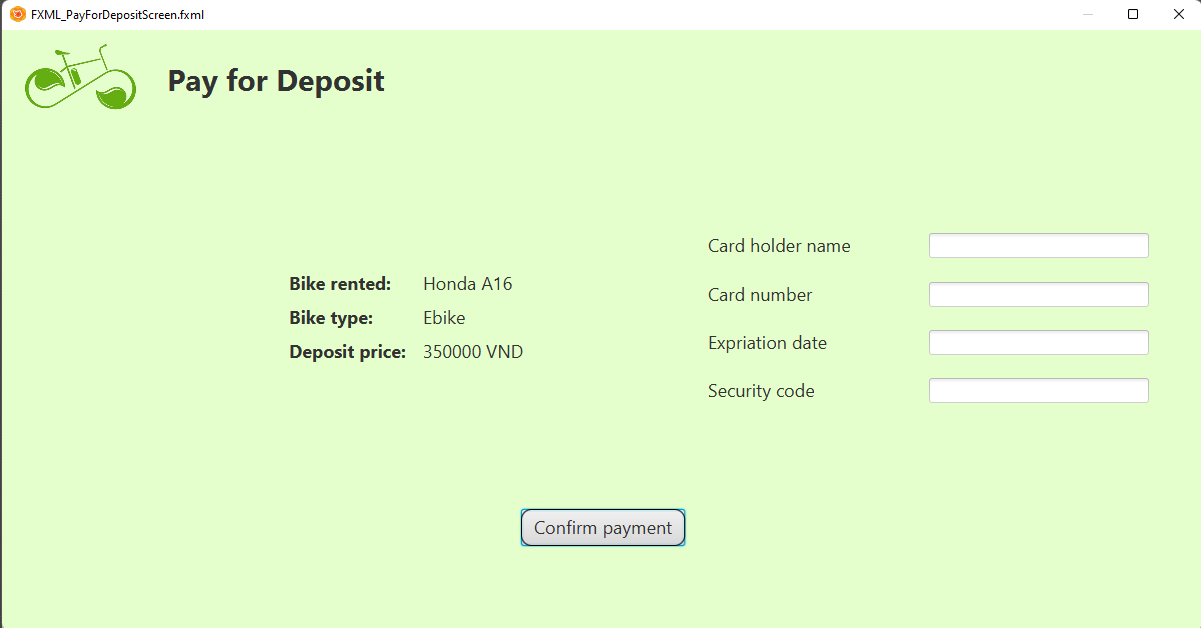 FXML_PayForDepositScreen.fxml
Pay for Deposit
Bike rented: Honda A16
Bike type: Ebike
Deposit price: 350000 VND
Card holder name
Card number
Expriation date
Security code
Confirm payment